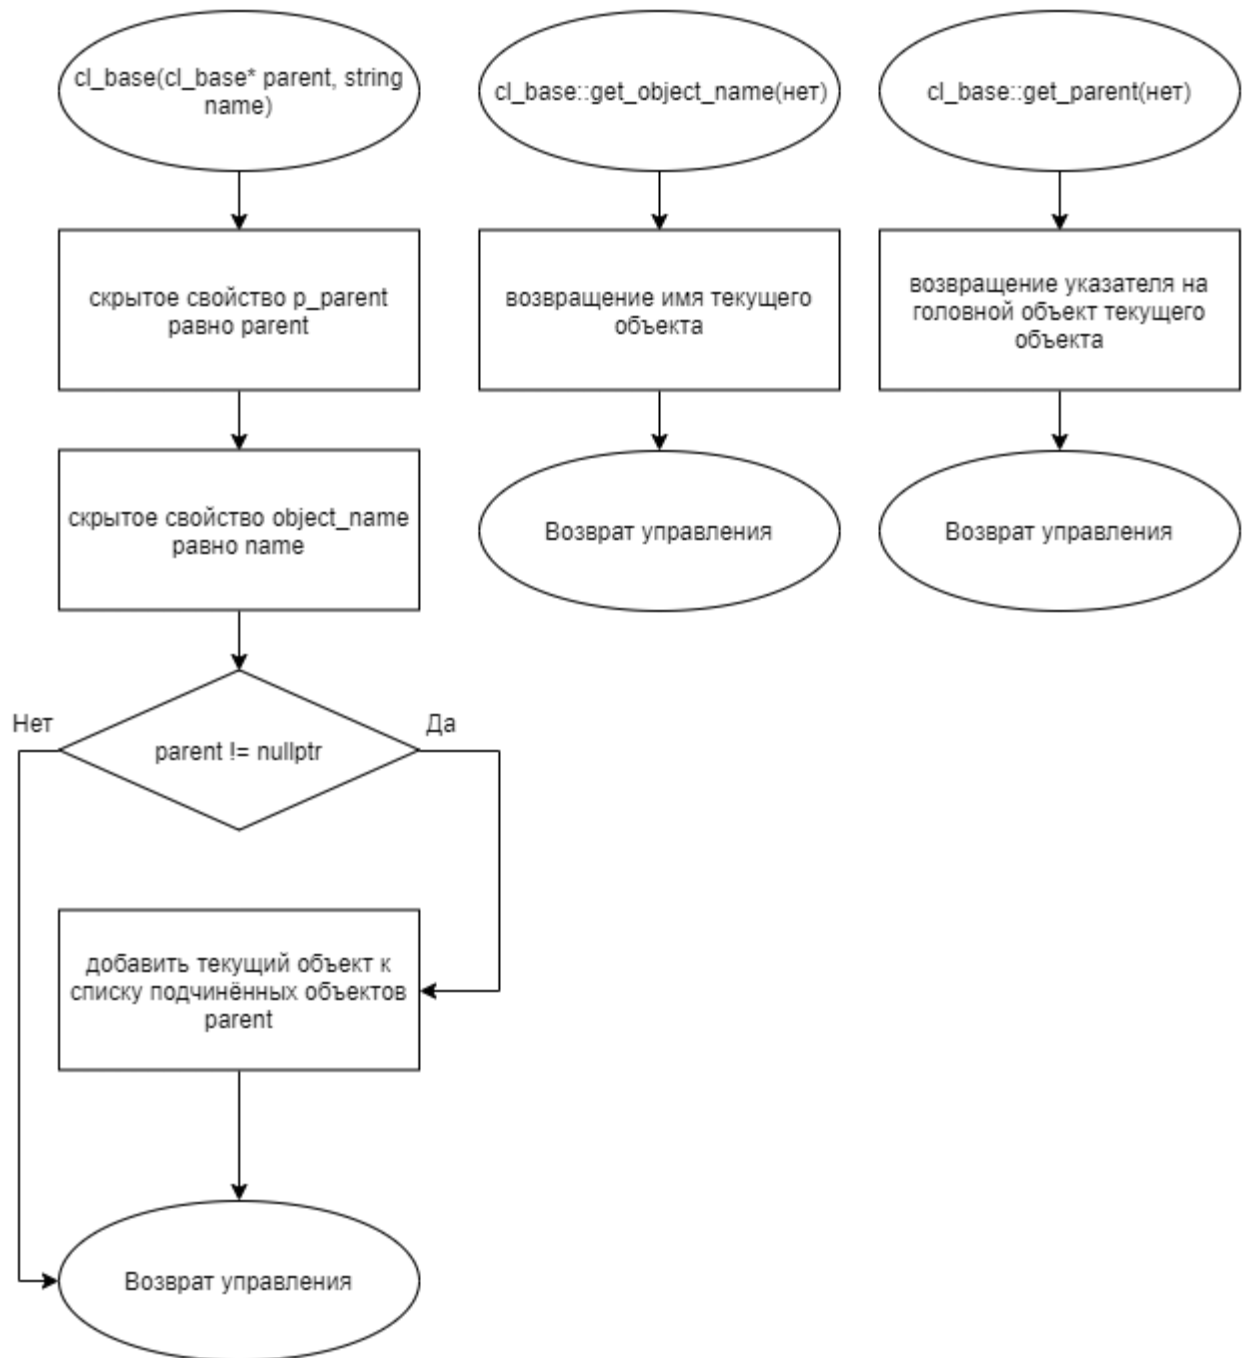 cl_base(cl_base* parent, string
name)
скрытое свойство p_parent
равно parent
скрытое свойство object_name
равно name
Нет
parent != nullptr
Да
добавить текущий объект к
списку подчинённых объектов
parent
Возврат управления
cl_base::get_object_name(нет)
возвращение имя текущего
объекта
Возврат управления
cl_base::get_parent(нет)
возвращение указателя на
головной объект текущего
объекта
Возврат управления